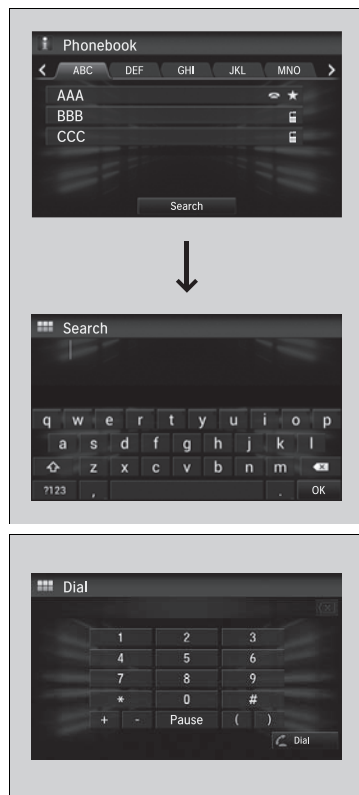 Phonebook
ABC DEF GHI JKL MNO
AAA
BBB
CCC
Search
Search
q w e r t y u i o p
a s d f g h j k l
z x c v b n m
?123 , . OK
Dial
1 2 3
4 5 6
7 8 9
* 0 #
+ - Pause ( )
Dial